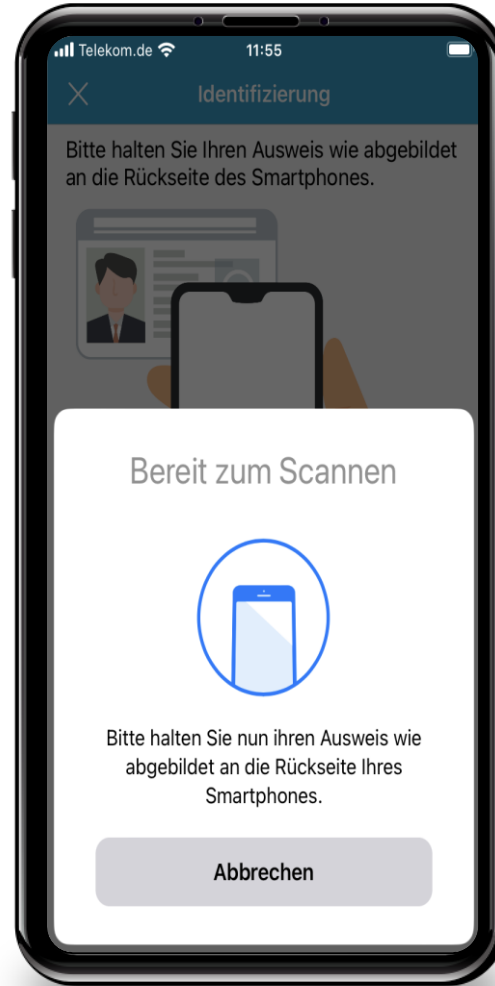 Telekom.de
11:55
Identifizierung
Bitte halten Sie Ihren Ausweis wie abgebildet
an die Rückseite des Smartphones.
Bereit zum Scannen
Bitte halten Sie nun ihren Ausweis wie
abgebildet an die Rückseite Ihres
Smartphones.
Abbrechen